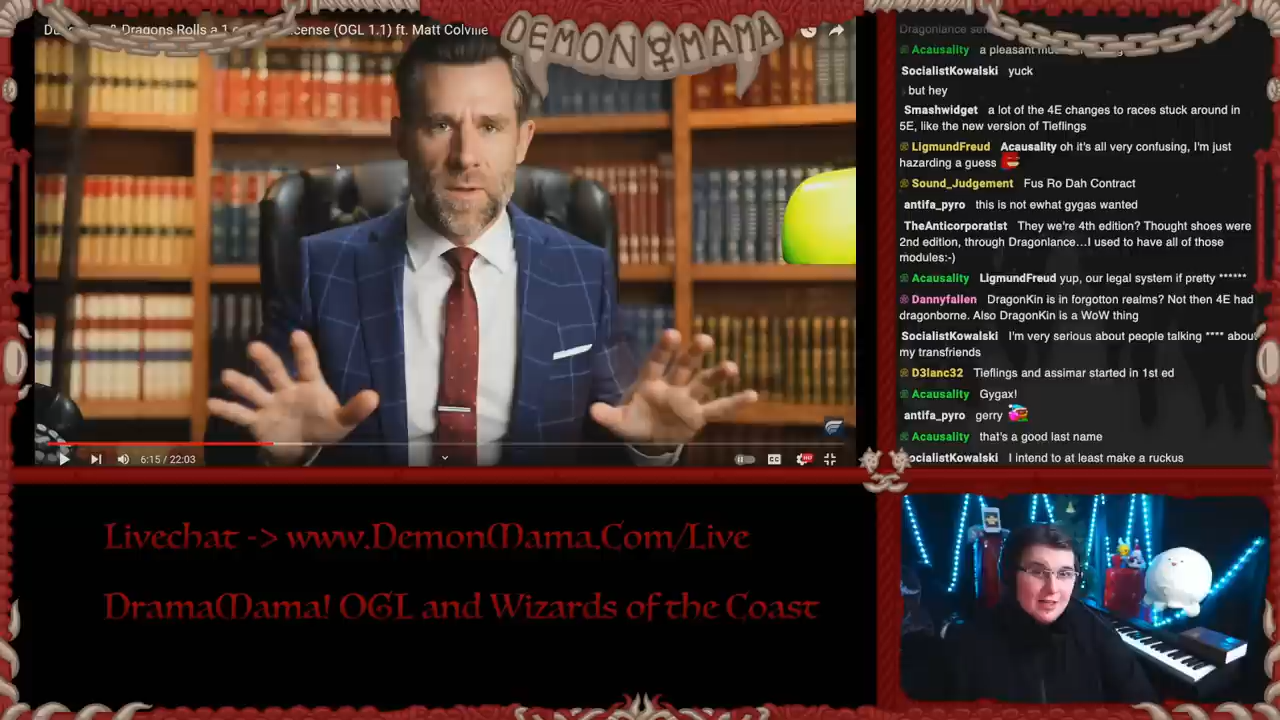 & Dragons Rolls a 1 cense (OGL 1.1) ft. Matt Colville
DEMON MAMA
6:15 / 22:03
CC
HD
Dragonlance
Acausality a pleasant
SocialistKowalski yuck
but hey
Smashwidget a lot of the 4E changes to races stuck around in
5E, like the new version of Tieflings
LigmundFreud Acausality oh it's all very confusing, I'm just
hazarding a guess
Sound_Judgement Fus Ro Dah Contract
antifa_pyro this is not ewhat gygas wanted
TheAnticorporatist They we're 4th edition? Thought shoes were
2nd edition, through Dragonlance…I used to have all of those
modules:-)
Acausality LigmundFreud yup, our legal system if pretty ******
Dannyfallen DragonKin is in forgotton realms? Not then 4E had
dragonborne. Also DragonKin is a WoW thing
SocialistKowalski I'm very serious about people talking **** about
my transfriends
D3lanc32 Tieflings and assimar started in 1st ed
Acausality Gygax!
antifa_pyro gerry
Acausality that's a good last name
ocialistKowalski I intend to at least make a ruckus
Livechat -> www.DemonMama.Com/Live
DramaMama! OGL and Wizards of the Coast